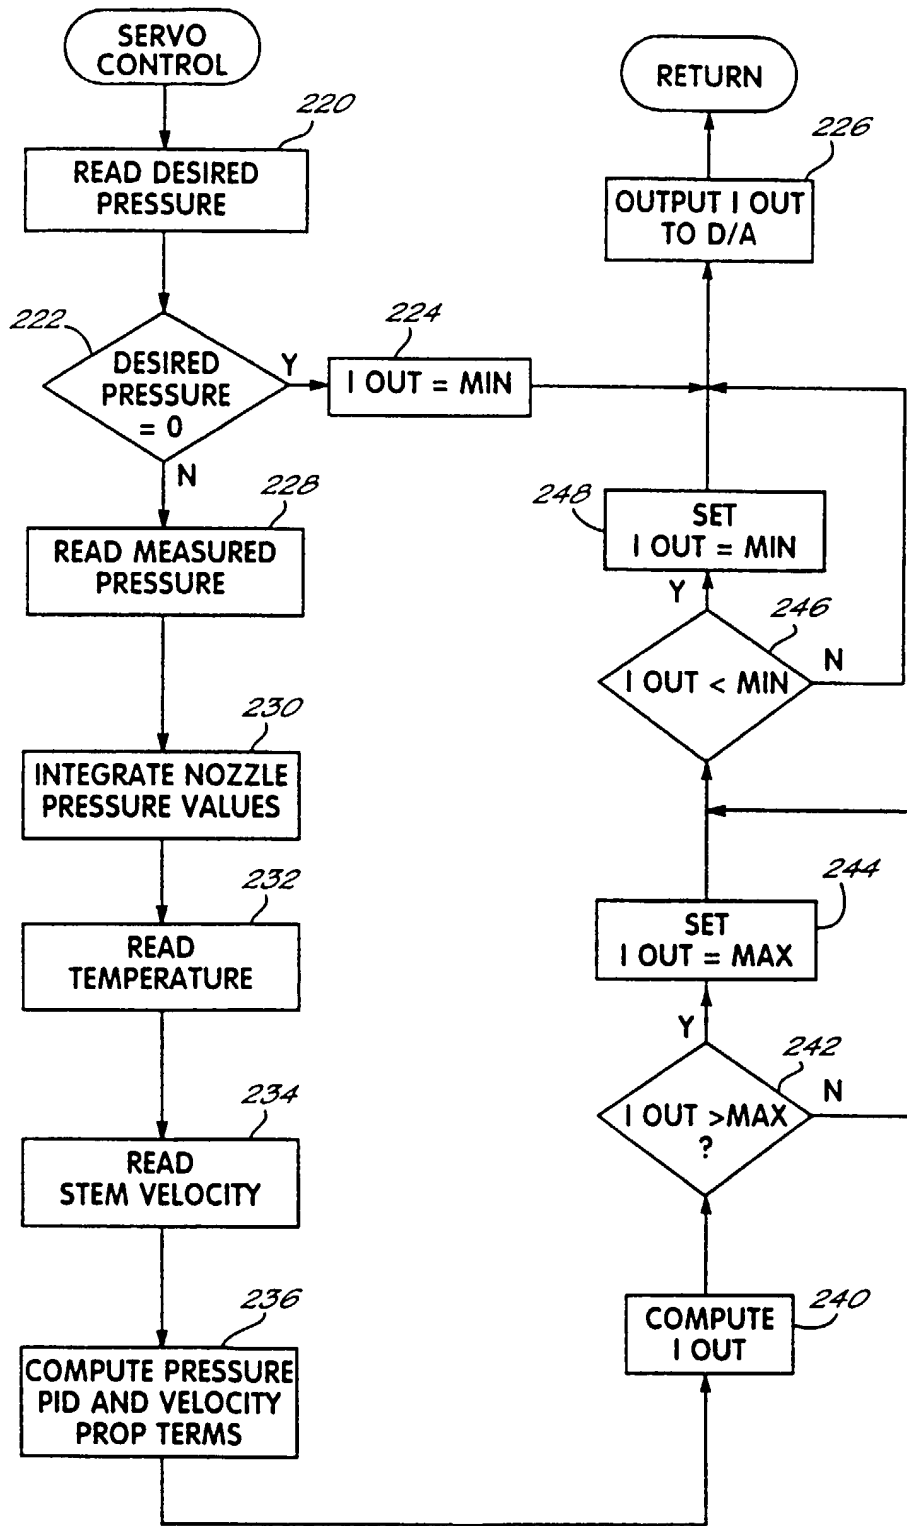 SERVO
CONTROL
220
READ DESIRED
PRESSURE
222
DESIRED
PRESSURE
= 0
Y
N
224
I OUT = MIN
228
READ MEASURED
PRESSURE
230
INTEGRATE NOZZLE
PRESSURE VALUES
232
READ
TEMPERATURE
234
READ
STEM VELOCITY
236
COMPUTE PRESSURE
PID AND VELOCITY
PROP TERMS
240
COMPUTE
I OUT
242
I OUT >MAX
?
Y
N
244
SET
I OUT = MAX
246
I OUT < MIN
Y
N
248
SET
I OUT = MIN
226
OUTPUT I OUT
TO D/A
RETURN